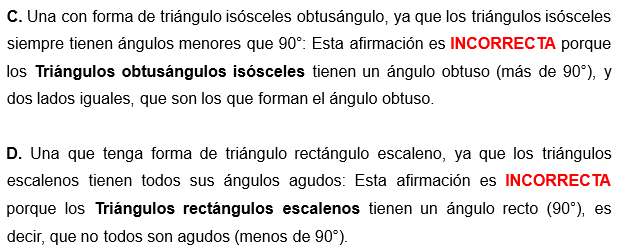 C. Una con forma de triángulo isósceles obtusángulo, ya que los triángulos isósceles
siempre tienen ángulos menores que 90°: Esta afirmación es INCORRECTA porque
los Triángulos obtusángulos isósceles tienen un ángulo obtuso (más de 90°), y
dos lados iguales, que son los que forman el ángulo obtuso.
D. Una que tenga forma de triángulo rectángulo escaleno, ya que los triángulos
escalenos tienen todos sus ángulos agudos: Esta afirmación es INCORRECTA
porque los Triángulos rectángulos escalenos tienen un ángulo recto (90°), es
decir, que no todos son agudos (menos de 90°).